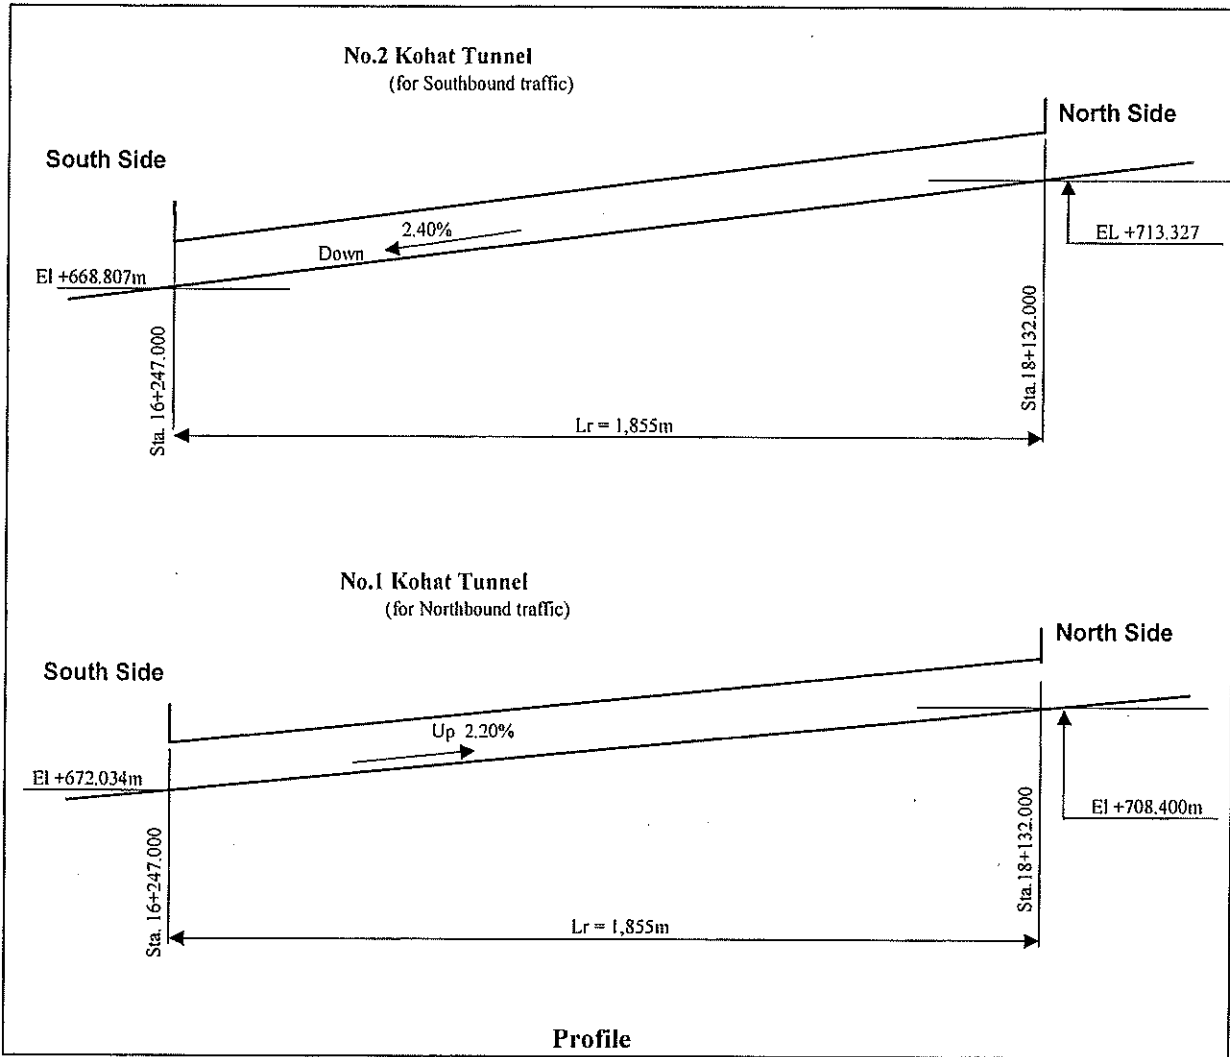 No.2 Kohat Tunnel
(for Southbound traffic)
North Side
South Side
2.40%
Down
EL +713.327
El +668.807m
Sta. 16+247.000
Sta.18+132.000
Lr = 1,855m
No.1 Kohat Tunnel
(for Northbound traffic)
North Side
South Side
Up 2.20%
El +672.034m
El +708.400m
Sta. 16+247.000
Sta.18+132.000
Lr = 1,855m
Profile